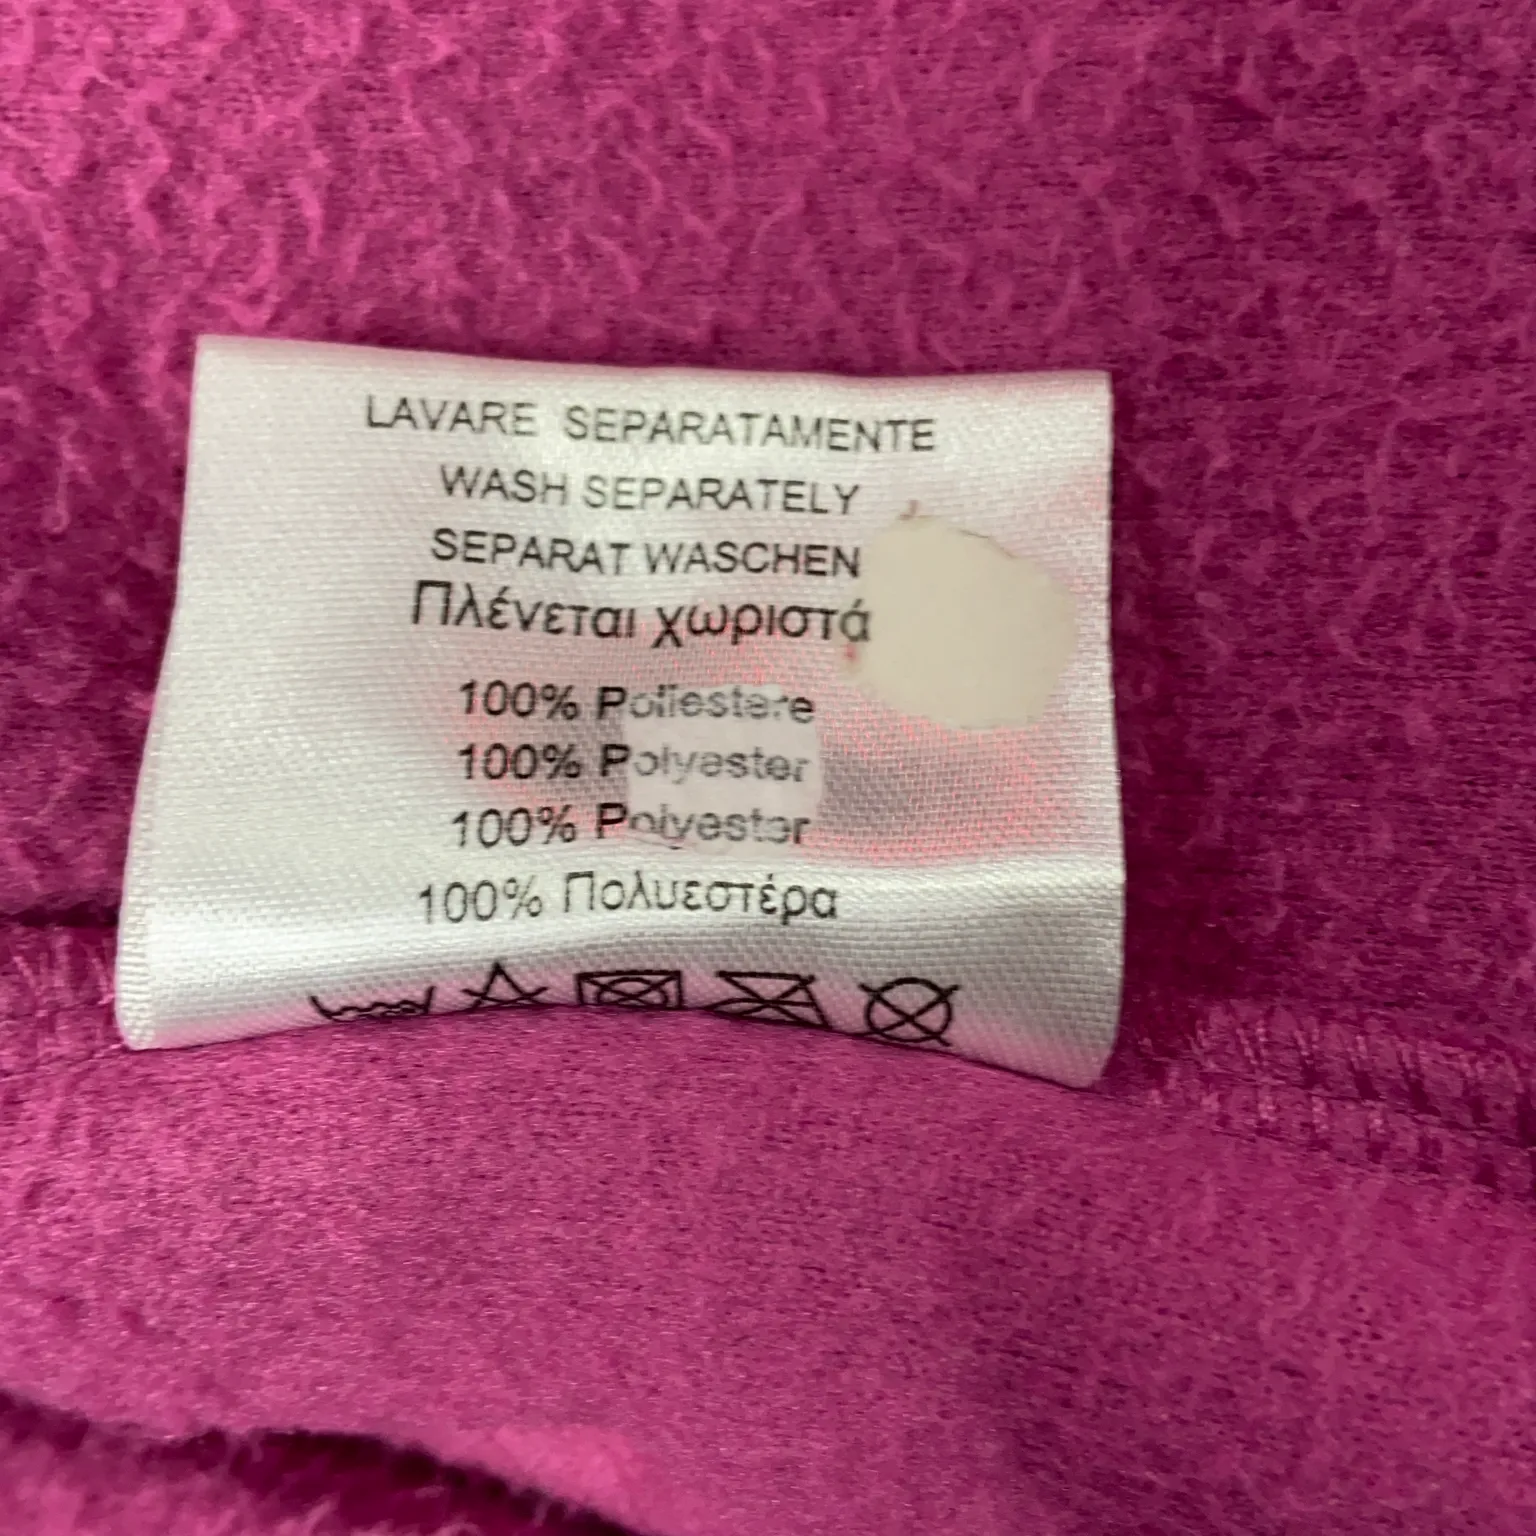 LAVARE SEPARATAMENTE
WASH SEPARATELY
SEPARAT WASCHEN
Πλένεται χωριστά
100% Poliestere
100% Polyester
100% Polyester
100% Πολυεστέρα